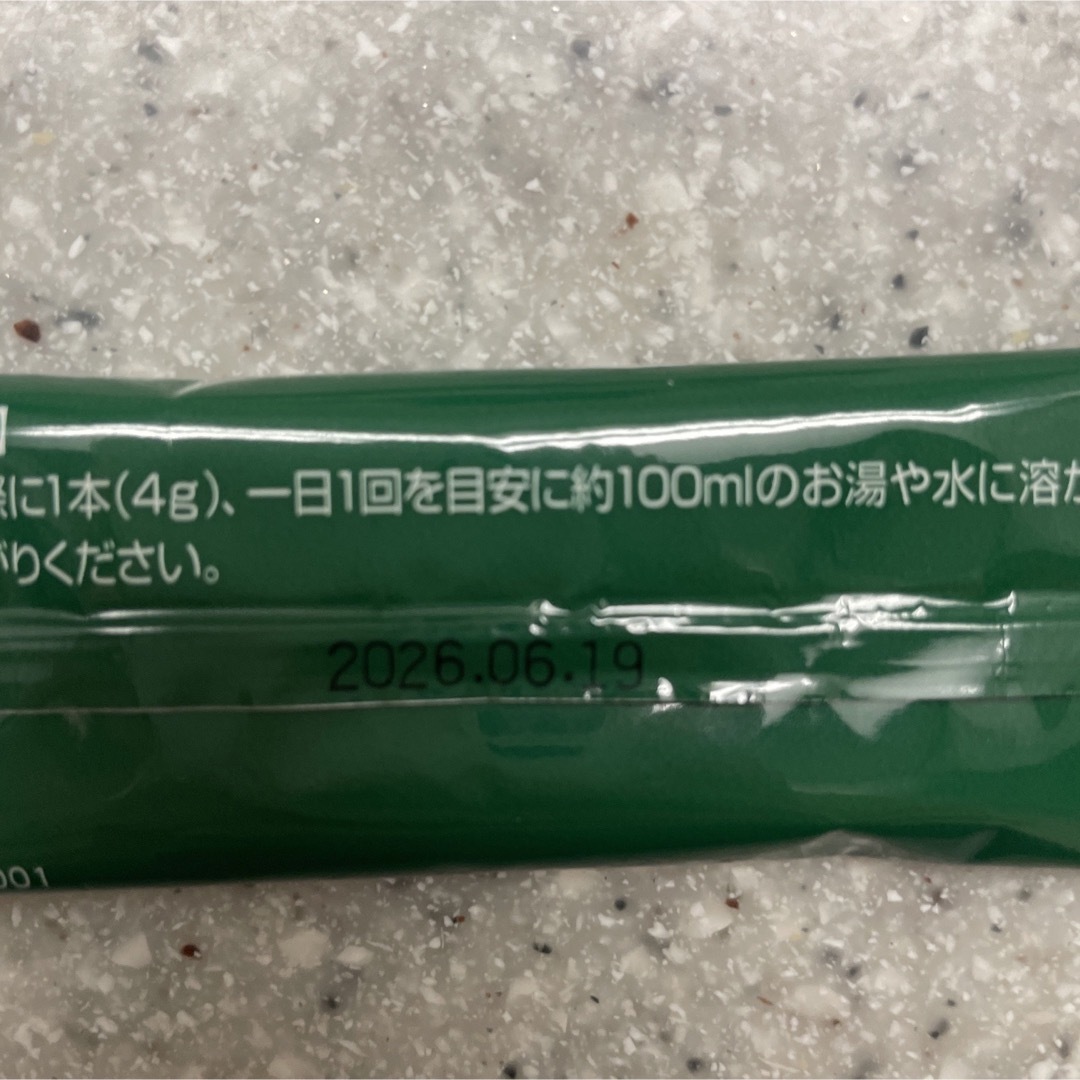 】
際に1本(4g)、一日1回を目安に約100mlのお湯や水に溶か
がりください。
2026.06.19
001